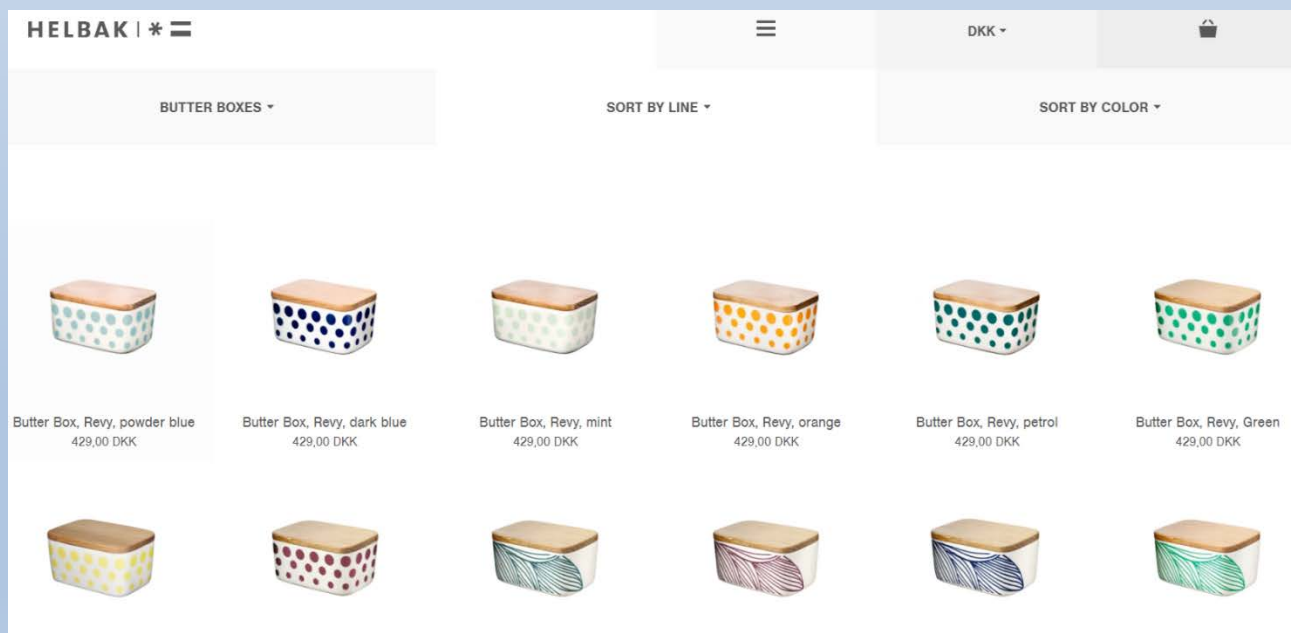 HELBAK
DKK
BUTTER BOXES
SORT BY LINE
SORT BY COLOR
Butter Box, Revy, powder blue
429,00 DKK
Butter Box, Revy, dark blue
429,00 DKK
Butter Box, Revy, mint
429,00 DKK
Butter Box, Revy, orange
429,00 DKK
Butter Box, Revy, petrol
429,00 DKK
Butter Box, Revy, Green
429,00 DKK